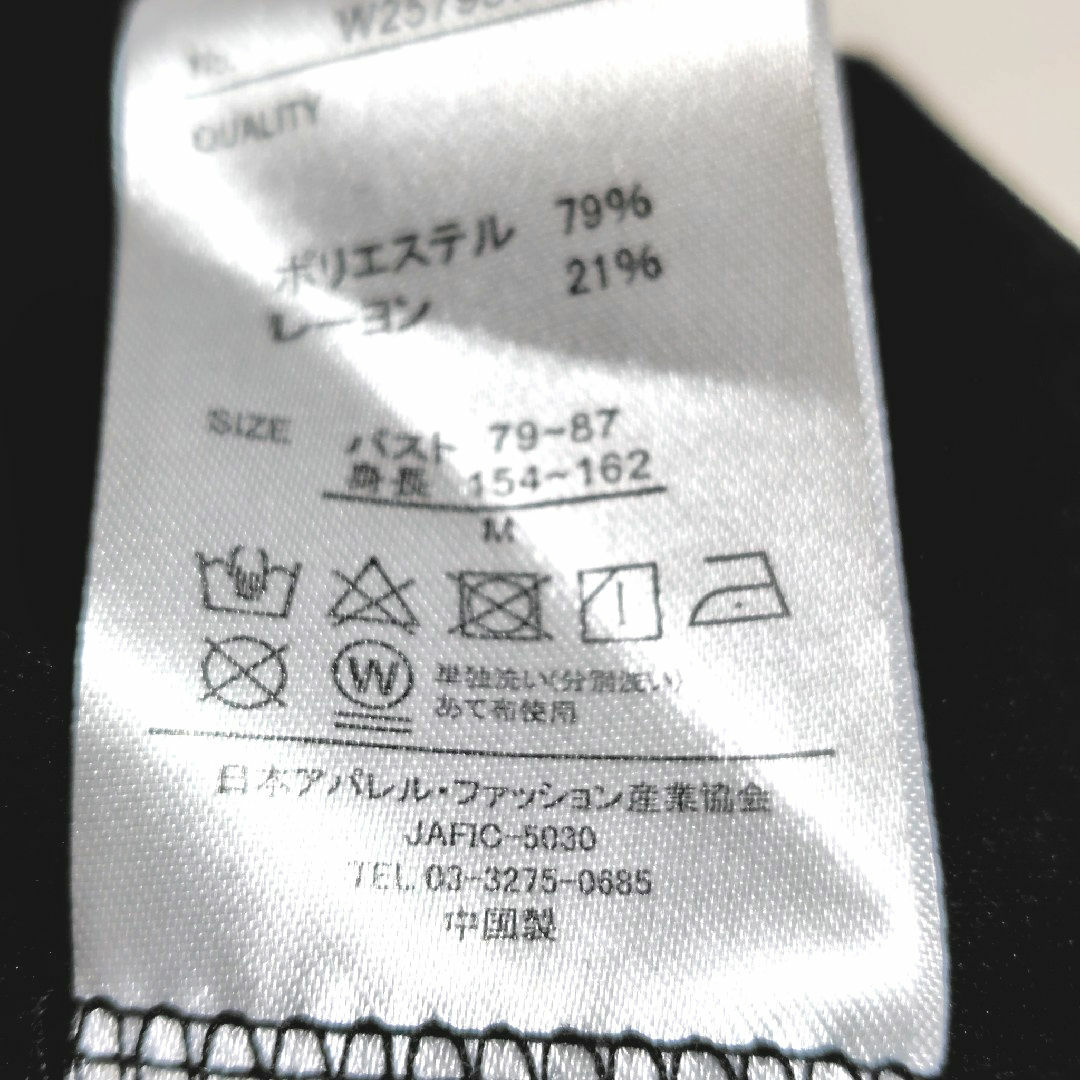 No.
QUALITY
ポリエステル 79%
レーヨン 21%
SIZE バスト 79~87
身長 154~162
M
W
単独洗い(分別洗い)
あて布使用
日本アパレル・ファッション産業協会
JAFIC-5030
TEL 03-3275-0685
中国製